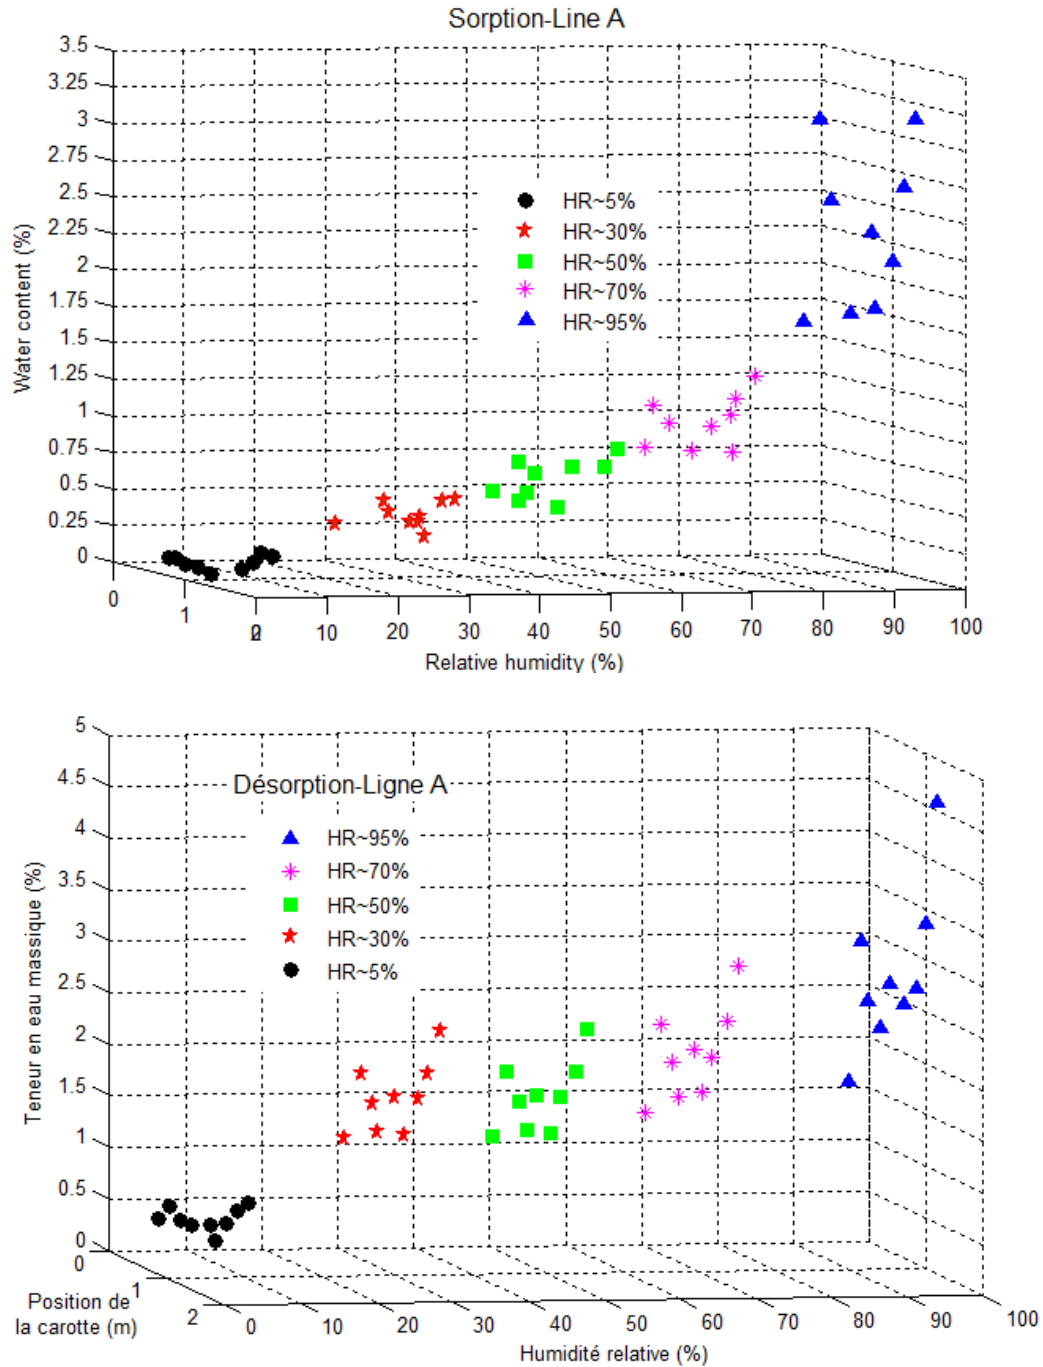 Sorption-Line A
3.5
3.25
3
2.75
2.5
2.25
2
1.75
1.5
1.25
1
0.75
0.5
0.25
0
Water content (%)
HR~5%
HR~30%
HR~50%
HR~70%
HR~95%
0
1
2
0 10 20 30 40 50 60 70 80 90 100
Relative humidity (%)
5
4.5
4
3.5
3
2.5
2
1.5
1
0.5
0
Teneur en eau massique (%)
Désorption-Ligne A
HR~95%
HR~70%
HR~50%
HR~30%
HR~5%
0
1
2
Position de
la carotte (m)
0 10 20 30 40 50 60 70 80 90 100
Humidité relative (%)